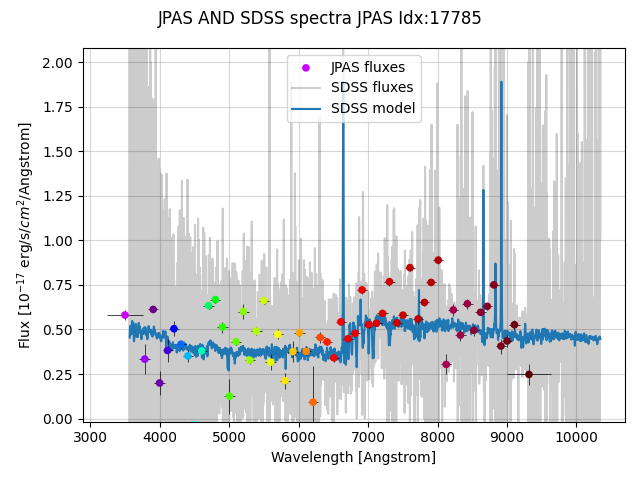 JPAS AND SDSS spectra JPAS Idx:17785
JPAS fluxes
SDSS fluxes
SDSS model
2.00
1.75
1.50
1.25
1.00
0.75
0.50
0.25
0.00
Flux [10⁻¹⁷ erg/s/cm²/Angstrom]
3000 4000 5000 6000 7000 8000 9000 10000
Wavelength [Angstrom]